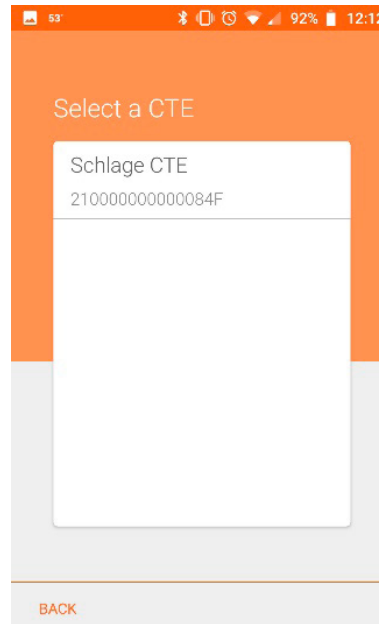 53° 92% 12:12
Select a CTE
Schlage CTE
210000000000084F
BACK